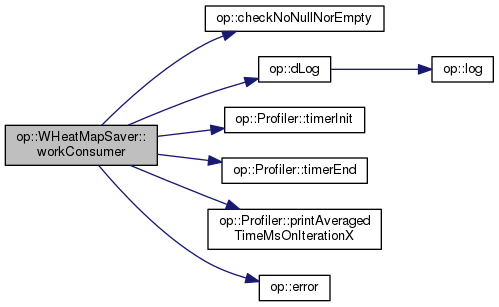 op::checkNoNullNorEmpty
op::dLog
op::log
op::Profiler::timerInit
op::WHeatMapSaver::
workConsumer
op::Profiler::timerEnd
op::Profiler::printAveraged
TimeMsOnIterationX
op::error